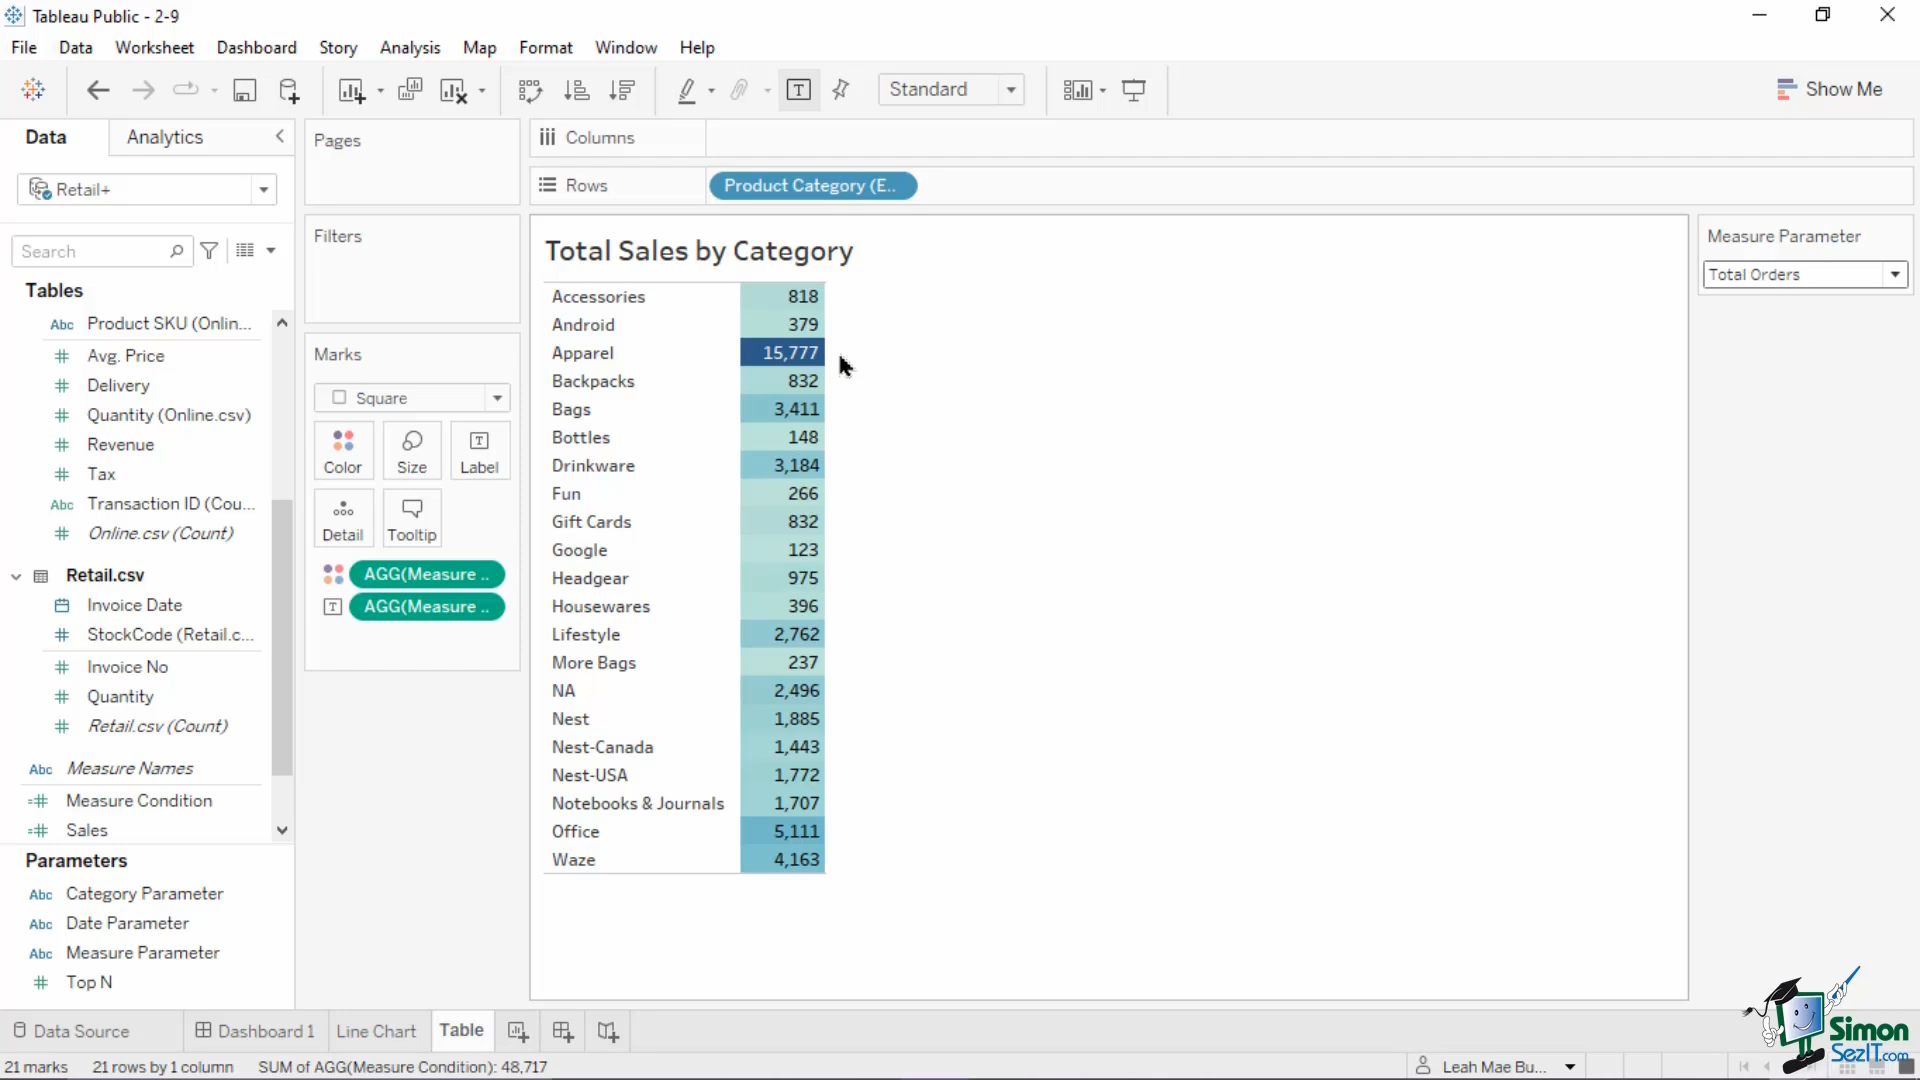 Tableau Public - 2-9
File Data Worksheet Dashboard Story Analysis Map Format Window Help
Standard
Show Me
Data Analytics
Retail+
Search
Tables
Abc Product SKU (Onlin...
Avg. Price
Delivery
Quantity (Online.csv)
Revenue
Tax
Abc Transaction ID (Cou...
Online.csv (Count)
Retail.csv
Invoice Date
StockCode (Retail.c...
Invoice No
Quantity
Retail.csv (Count)
Abc Measure Names
Measure Condition
Sales
Parameters
Abc Category Parameter
Abc Date Parameter
Abc Measure Parameter
Top N
Pages
Filters
Marks
Square
Color Size Label
Detail Tooltip
AGG(Measure ..
AGG(Measure ..
Columns
Rows Product Category (E..
Total Sales by Category
Accessories 818
Android 379
Apparel 15,777
Backpacks 832
Bags 3,411
Bottles 148
Drinkware 3,184
Fun 266
Gift Cards 832
Google 123
Headgear 975
Housewares 396
Lifestyle 2,762
More Bags 237
NA 2,496
Nest 1,885
Nest-Canada 1,443
Nest-USA 1,772
Notebooks & Journals 1,707
Office 5,111
Waze 4,163
Measure Parameter
Total Orders
Data Source Dashboard 1 Line Chart Table
21 marks 21 rows by 1 column SUM of AGG(Measure Condition): 48,717
Leah Mae Bu...
Simon
SezIT.com